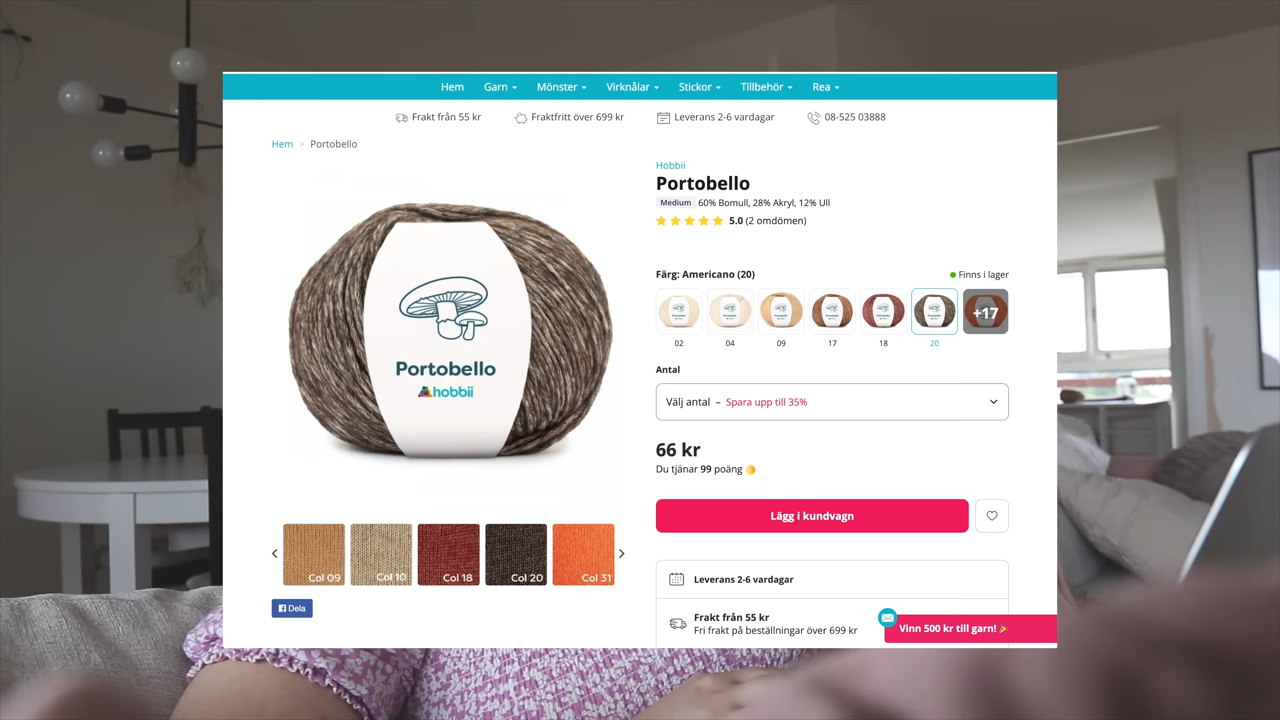 Hem Garn Mönster Virknålar Stickor Tillbehör Rea
Frakt från 55 kr Fraktfritt över 699 kr Leverans 2-6 vardagar 08-525 03888
Hem > Portobello
Hobbii
Portobello
Medium 60% Bomull, 28% Akryl, 12% Ull
5.0 (2 omdömen)
Portobello
hobbii
Färg: Americano (20) Finns i lager
+17
02 04 09 17 18 20
Antal
Välj antal – Spara upp till 35%
66 kr
Du tjänar 99 poäng
Lägg i kundvagn
Col 09 Col 10 Col 18 Col 20 Col 31
Dela
Leverans 2-6 vardagar
Frakt från 55 kr
Fri frakt på beställningar över 699 kr
Vinn 500 kr till garn!